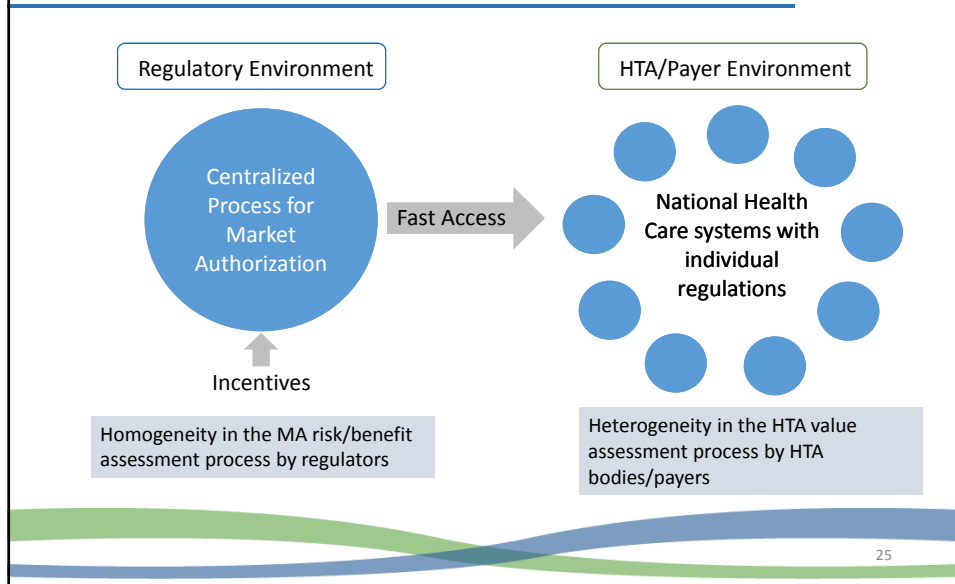 Regulatory Environment
HTA/Payer Environment
Centralized
Process for
Market
Authorization
Fast Access
National Health
Care systems with
individual
regulations
Incentives
Homogeneity in the MA risk/benefit
assessment process by regulators
Heterogeneity in the HTA value
assessment process by HTA
bodies/payers
25